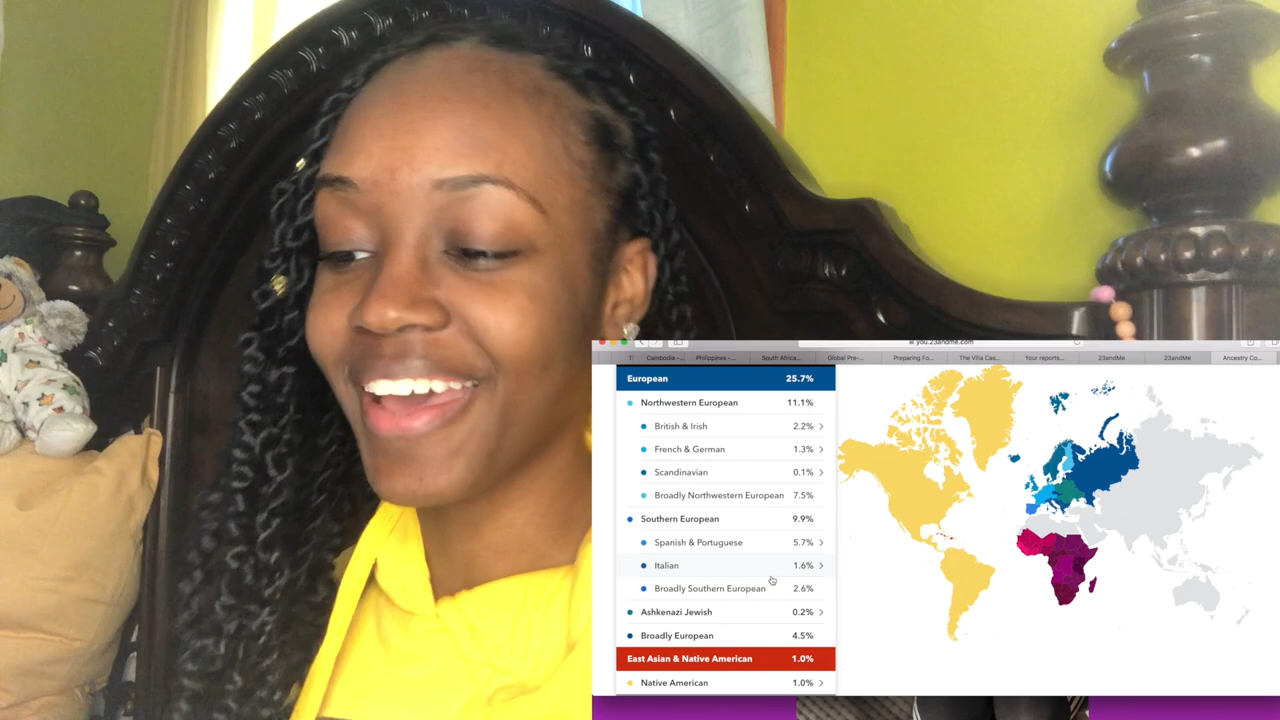 you.23andme.com
Cambodia -... Philippines -... South Africa... Global Pre-... Preparing Fo... The Villa Cas... Your reports... 23andMe 23andMe Ancestry Co...
European 25.7%
Northwestern European 11.1%
British & Irish 2.2%
French & German 1.3%
Scandinavian 0.1%
Broadly Northwestern European 7.5%
Southern European 9.9%
Spanish & Portuguese 5.7%
Italian 1.6%
Broadly Southern European 2.6%
Ashkenazi Jewish 0.2%
Broadly European 4.5%
East Asian & Native American 1.0%
Native American 1.0%